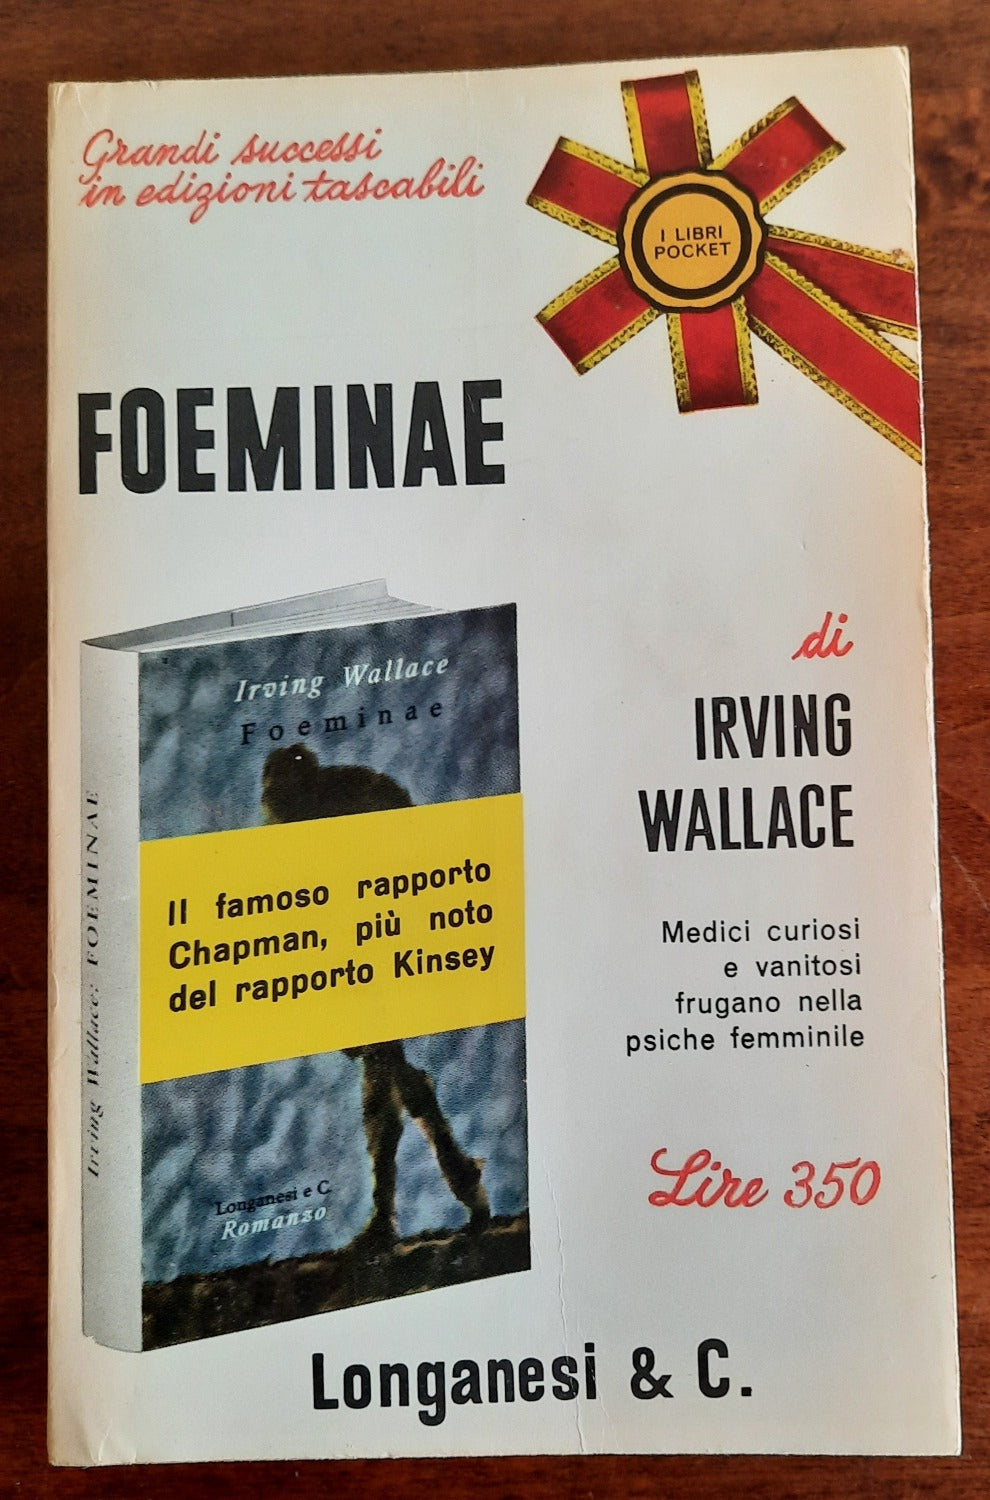 Grandi successi
in edizioni tascabili
I LIBRI
POCKET
FOEMINAE
di
IRVING
WALLACE
Medici curiosi
e vanitosi
frugano nella
psiche femminile
Lire 350
Irving Wallace
Foeminae
Il famoso rapporto
Chapman, più noto
del rapporto Kinsey
Longanesi e C.
Romanzo
Irving Wallace: FOEMINAE
Longanesi & C.